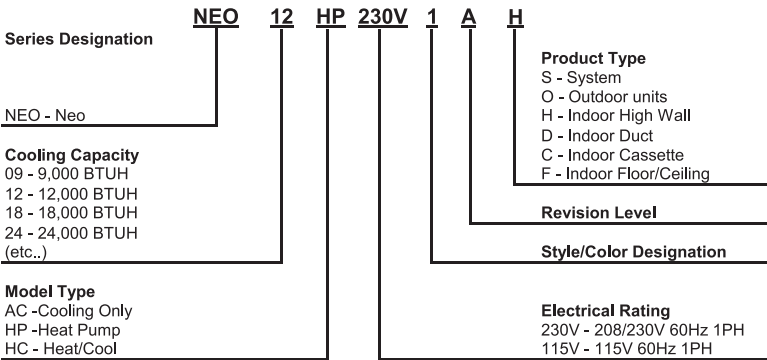 NEO 12 HP 230V 1 A H
Series Designation
NEO - Neo
Cooling Capacity
09 - 9,000 BTUH
12 - 12,000 BTUH
18 - 18,000 BTUH
24 - 24,000 BTUH
(etc..)
Model Type
AC -Cooling Only
HP -Heat Pump
HC - Heat/Cool
Product Type
S - System
O - Outdoor units
H - Indoor High Wall
D - Indoor Duct
C - Indoor Cassette
F - Indoor Floor/Ceiling
Revision Level
Style/Color Designation
Electrical Rating
230V - 208/230V 60Hz 1PH
115V - 115V 60Hz 1PH